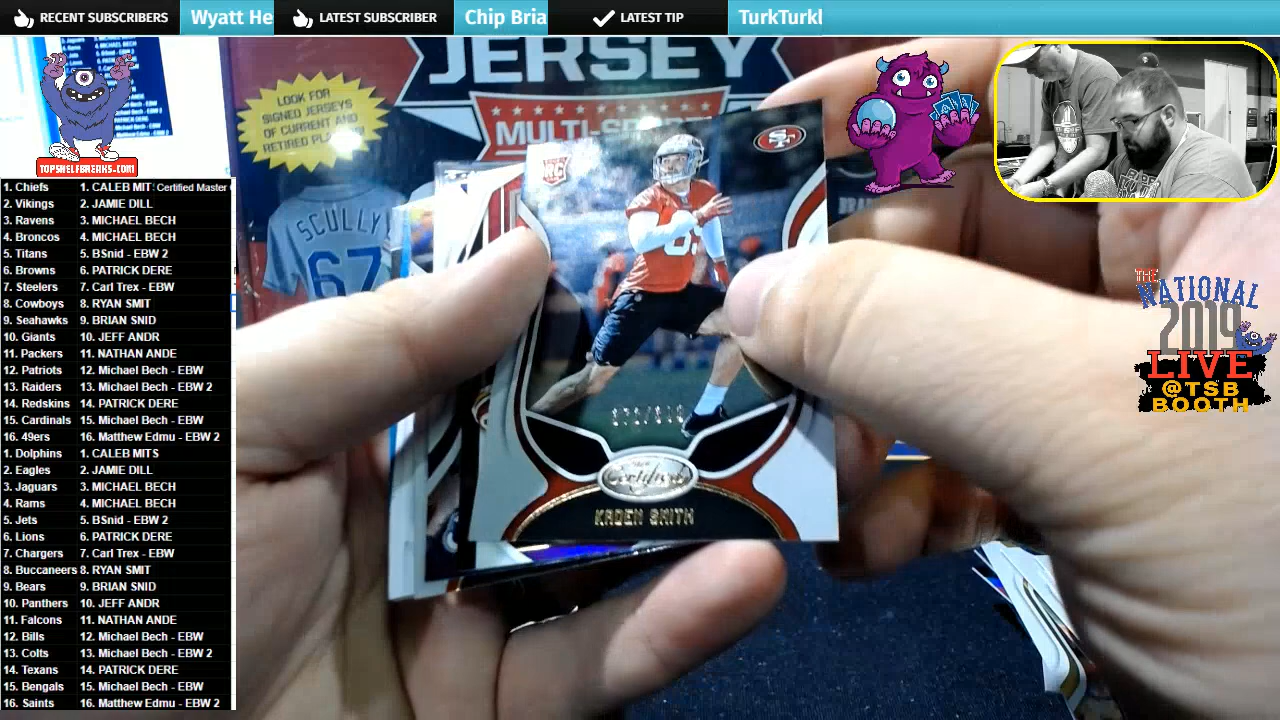 RECENT SUBSCRIBERS
Wyatt He
LATEST SUBSCRIBER
Chip Bria
LATEST TIP
TurkTurkl
JERSEY
LOOK FOR
SIGNED JERSEYS
OF CURRENT AND
RETIRED
SCULLY
67
RC
SF
Certified
KADEN SMITH
TOPSHELFBREAKS.COM
THE
NATIONAL
2019
LIVE
@TSB
BOOTH
1. Chiefs 1. CALEB MIT: Certified Master
2. Vikings 2. JAMIE DILL
3. Ravens 3. MICHAEL BECH
4. Broncos 4. MICHAEL BECH
5. Titans 5. BSnid - EBW 2
6. Browns 6. PATRICK DERE
7. Steelers 7. Carl Trex - EBW
8. Cowboys 8. RYAN SMIT
9. Seahawks 9. BRIAN SNID
10. Giants 10. JEFF ANDR
11. Packers 11. NATHAN ANDE
12. Patriots 12. Michael Bech - EBW
13. Raiders 13. Michael Bech - EBW 2
14. Redskins 14. PATRICK DERE
15. Cardinals 15. Michael Bech - EBW
16. 49ers 16. Matthew Edmu - EBW 2
1. Dolphins 1. CALEB MITS
2. Eagles 2. JAMIE DILL
3. Jaguars 3. MICHAEL BECH
4. Rams 4. MICHAEL BECH
5. Jets 5. BSnid - EBW 2
6. Lions 6. PATRICK DERE
7. Chargers 7. Carl Trex - EBW
8. Buccaneers 8. RYAN SMIT
9. Bears 9. BRIAN SNID
10. Panthers 10. JEFF ANDR
11. Falcons 11. NATHAN ANDE
12. Bills 12. Michael Bech - EBW
13. Colts 13. Michael Bech - EBW 2
14. Texans 14. PATRICK DERE
15. Bengals 15. Michael Bech - EBW
16. Saints 16. Matthew Edmu - EBW 2